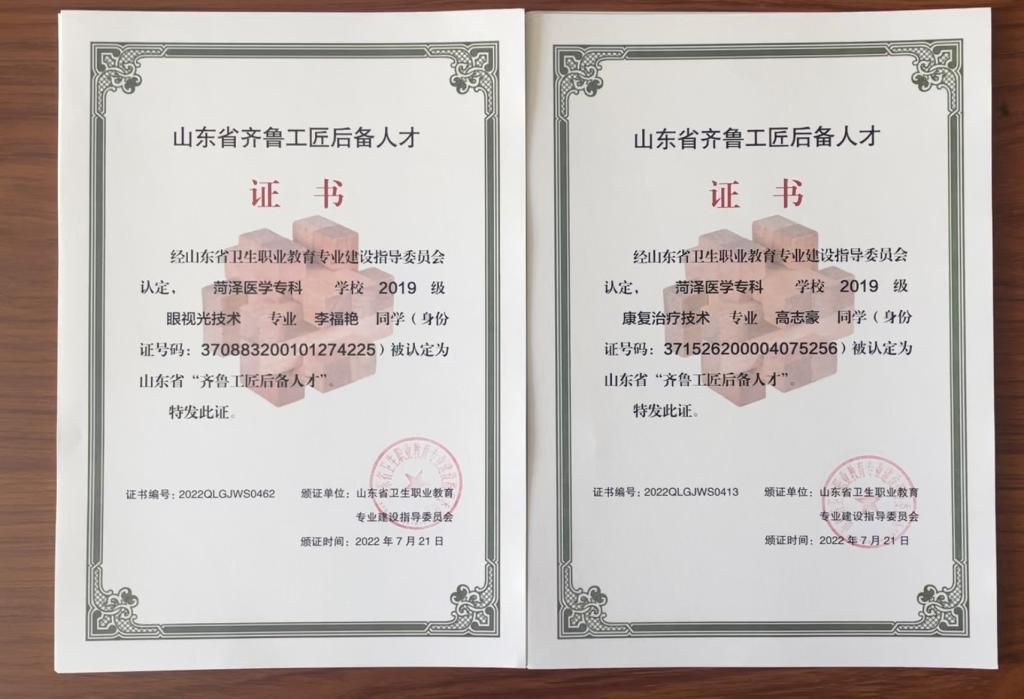 山东省齐鲁工匠后备人才
证 书
经山东省卫生职业教育专业建设指导委员会
认定， 菏泽医学专科 学校 2019 级
眼视光技术 专业 李福艳 同学（身份
证号码：370883200101274225）被认定为
山东省“齐鲁工匠后备人才”。
特发此证。
证书编号：2022QLGJWS0462
颁证单位：山东省卫生职业教育
专业建设指导委员会
颁证时间：2022 年 7 月 21 日
山东省齐鲁工匠后备人才
证 书
经山东省卫生职业教育专业建设指导委员会
认定， 菏泽医学专科 学校 2019 级
康复治疗技术 专业 高志豪 同学（身份
证号码：371526200004075256）被认定为
山东省“齐鲁工匠后备人才”。
特发此证。
证书编号：2022QLGJWS0413
颁证单位：山东省卫生职业教育
专业建设指导委员会
颁证时间：2022 年 7 月 21 日